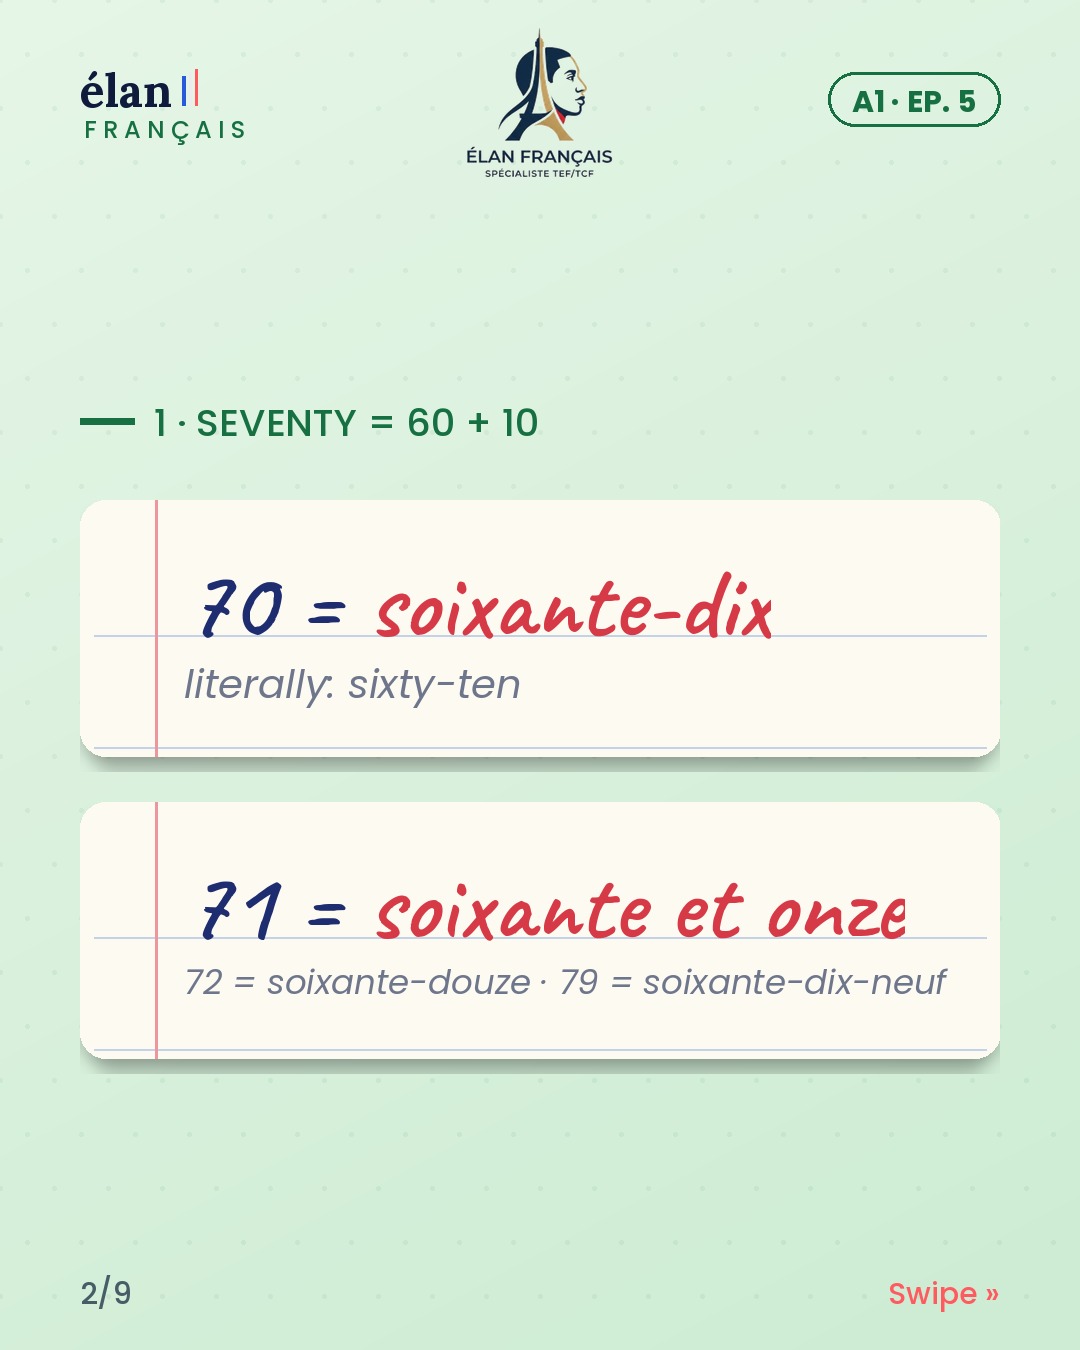 élan
FRANÇAIS
ÉLAN FRANÇAIS
SPÉCIALISTE TEF/TCF
A1 · EP. 5
1 · SEVENTY = 60 + 10
70 = soixante-dix
literally: sixty-ten
71 = soixante et onze
72 = soixante-douze · 79 = soixante-dix-neuf
2/9
Swipe »